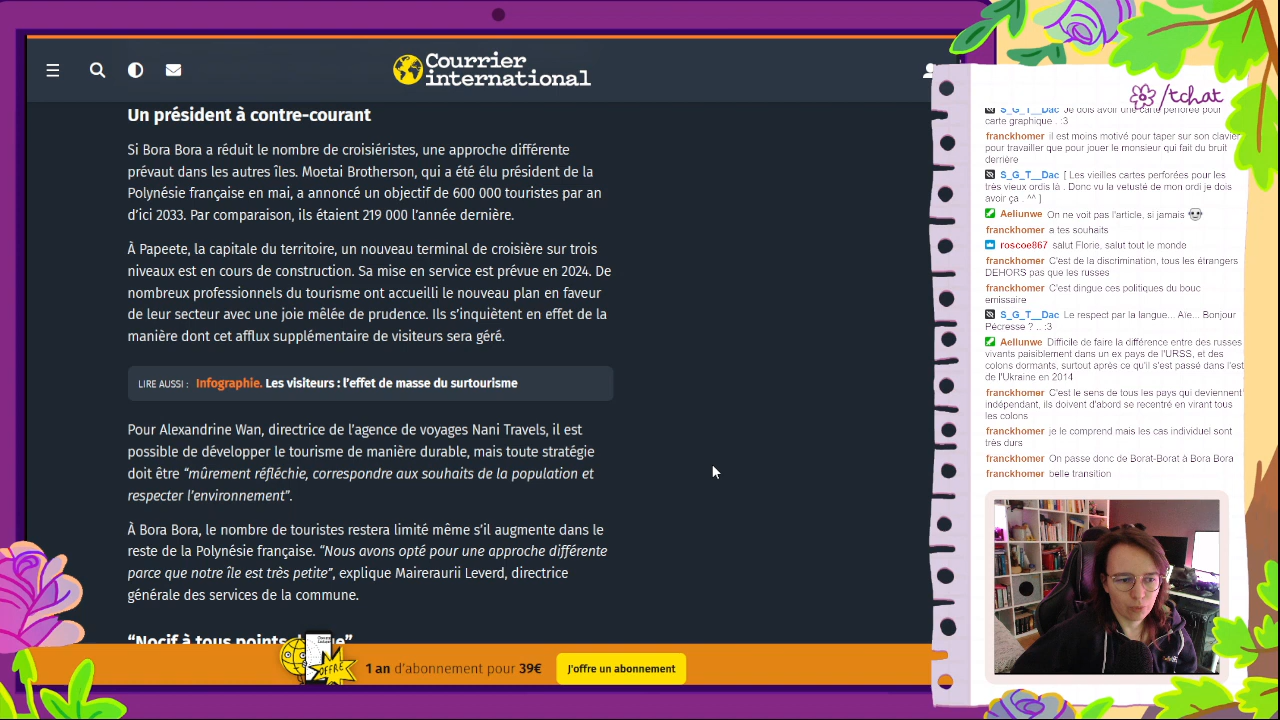 Courrier
international
Un président à contre-courant
Si Bora Bora a réduit le nombre de croisiéristes, une approche différente
prévaut dans les autres îles. Moetai Brotherson, qui a été élu président de la
Polynésie française en mai, a annoncé un objectif de 600 000 touristes par an
d’ici 2033. Par comparaison, ils étaient 219 000 l’année dernière.
À Papeete, la capitale du territoire, un nouveau terminal de croisière sur trois
niveaux est en cours de construction. Sa mise en service est prévue en 2024. De
nombreux professionnels du tourisme ont accueilli le nouveau plan en faveur
de leur secteur avec une joie mêlée de prudence. Ils s’inquiètent en effet de la
manière dont cet afflux supplémentaire de visiteurs sera géré.
LIRE AUSSI : Infographie. Les visiteurs : l’effet de masse du surtourisme
Pour Alexandrine Wan, directrice de l’agence de voyages Nani Travels, il est
possible de développer le tourisme de manière durable, mais toute stratégie
doit être “mûrement réfléchie, correspondre aux souhaits de la population et
respecter l’environnement”.
À Bora Bora, le nombre de touristes restera limité même s’il augmente dans le
reste de la Polynésie française. “Nous avons opté pour une approche différente
parce que notre île est très petite”, explique Maireraurii Leverd, directrice
générale des services de la commune.
“Nocif à tous points
OFFRE
1 an d’abonnement pour 39€
J’offre un abonnement
/tchat
S_G_T__Dac Je dois avoir une carte perforée pour
carte graphique . :3
franckhomer il est moins motivé pour taper sur son clavier
pour travailler que pour jouer le monsieur qui fait du bruit
derrière
S_G_T__Dac [ Les vieilles cartes perforées pour les
très vieux ordis là . Donc vu la vetusté de mon ordi je dois
avoir ça . ^^ ]
Aeliunwe On ne voit pas l'article, si jamais
franckhomer a tes souhaits
roscoe867 salut Florie, salut tout le monde
franckhomer C'est de la discrimination, tous les étrangers
DEHORS pas que les russes
franckhomer C'est dingue ces politiques du bouc
emissaire
S_G_T__Dac Le respect par la langue... Aie... Bonjour
Pécresse ? .. :3
Aeliunwe Difficile de faire la différence entre des russes
vivants paisiblement dans un ex pays de l'URSS, et des
colons dormants, surtout après ce qu'il s'est passé dans l'est
de l'Ukraine en 2014
franckhomer C'est le sens de tous les pays qui deviennent
indépendant, ils doivent d'abord se recentré en virant tous
les colons
franckhomer je le comprend mais les cas individuel sont
très durs
franckhomer On passe donc de Borat-Borat à Bora Bora
franckhomer belle transition